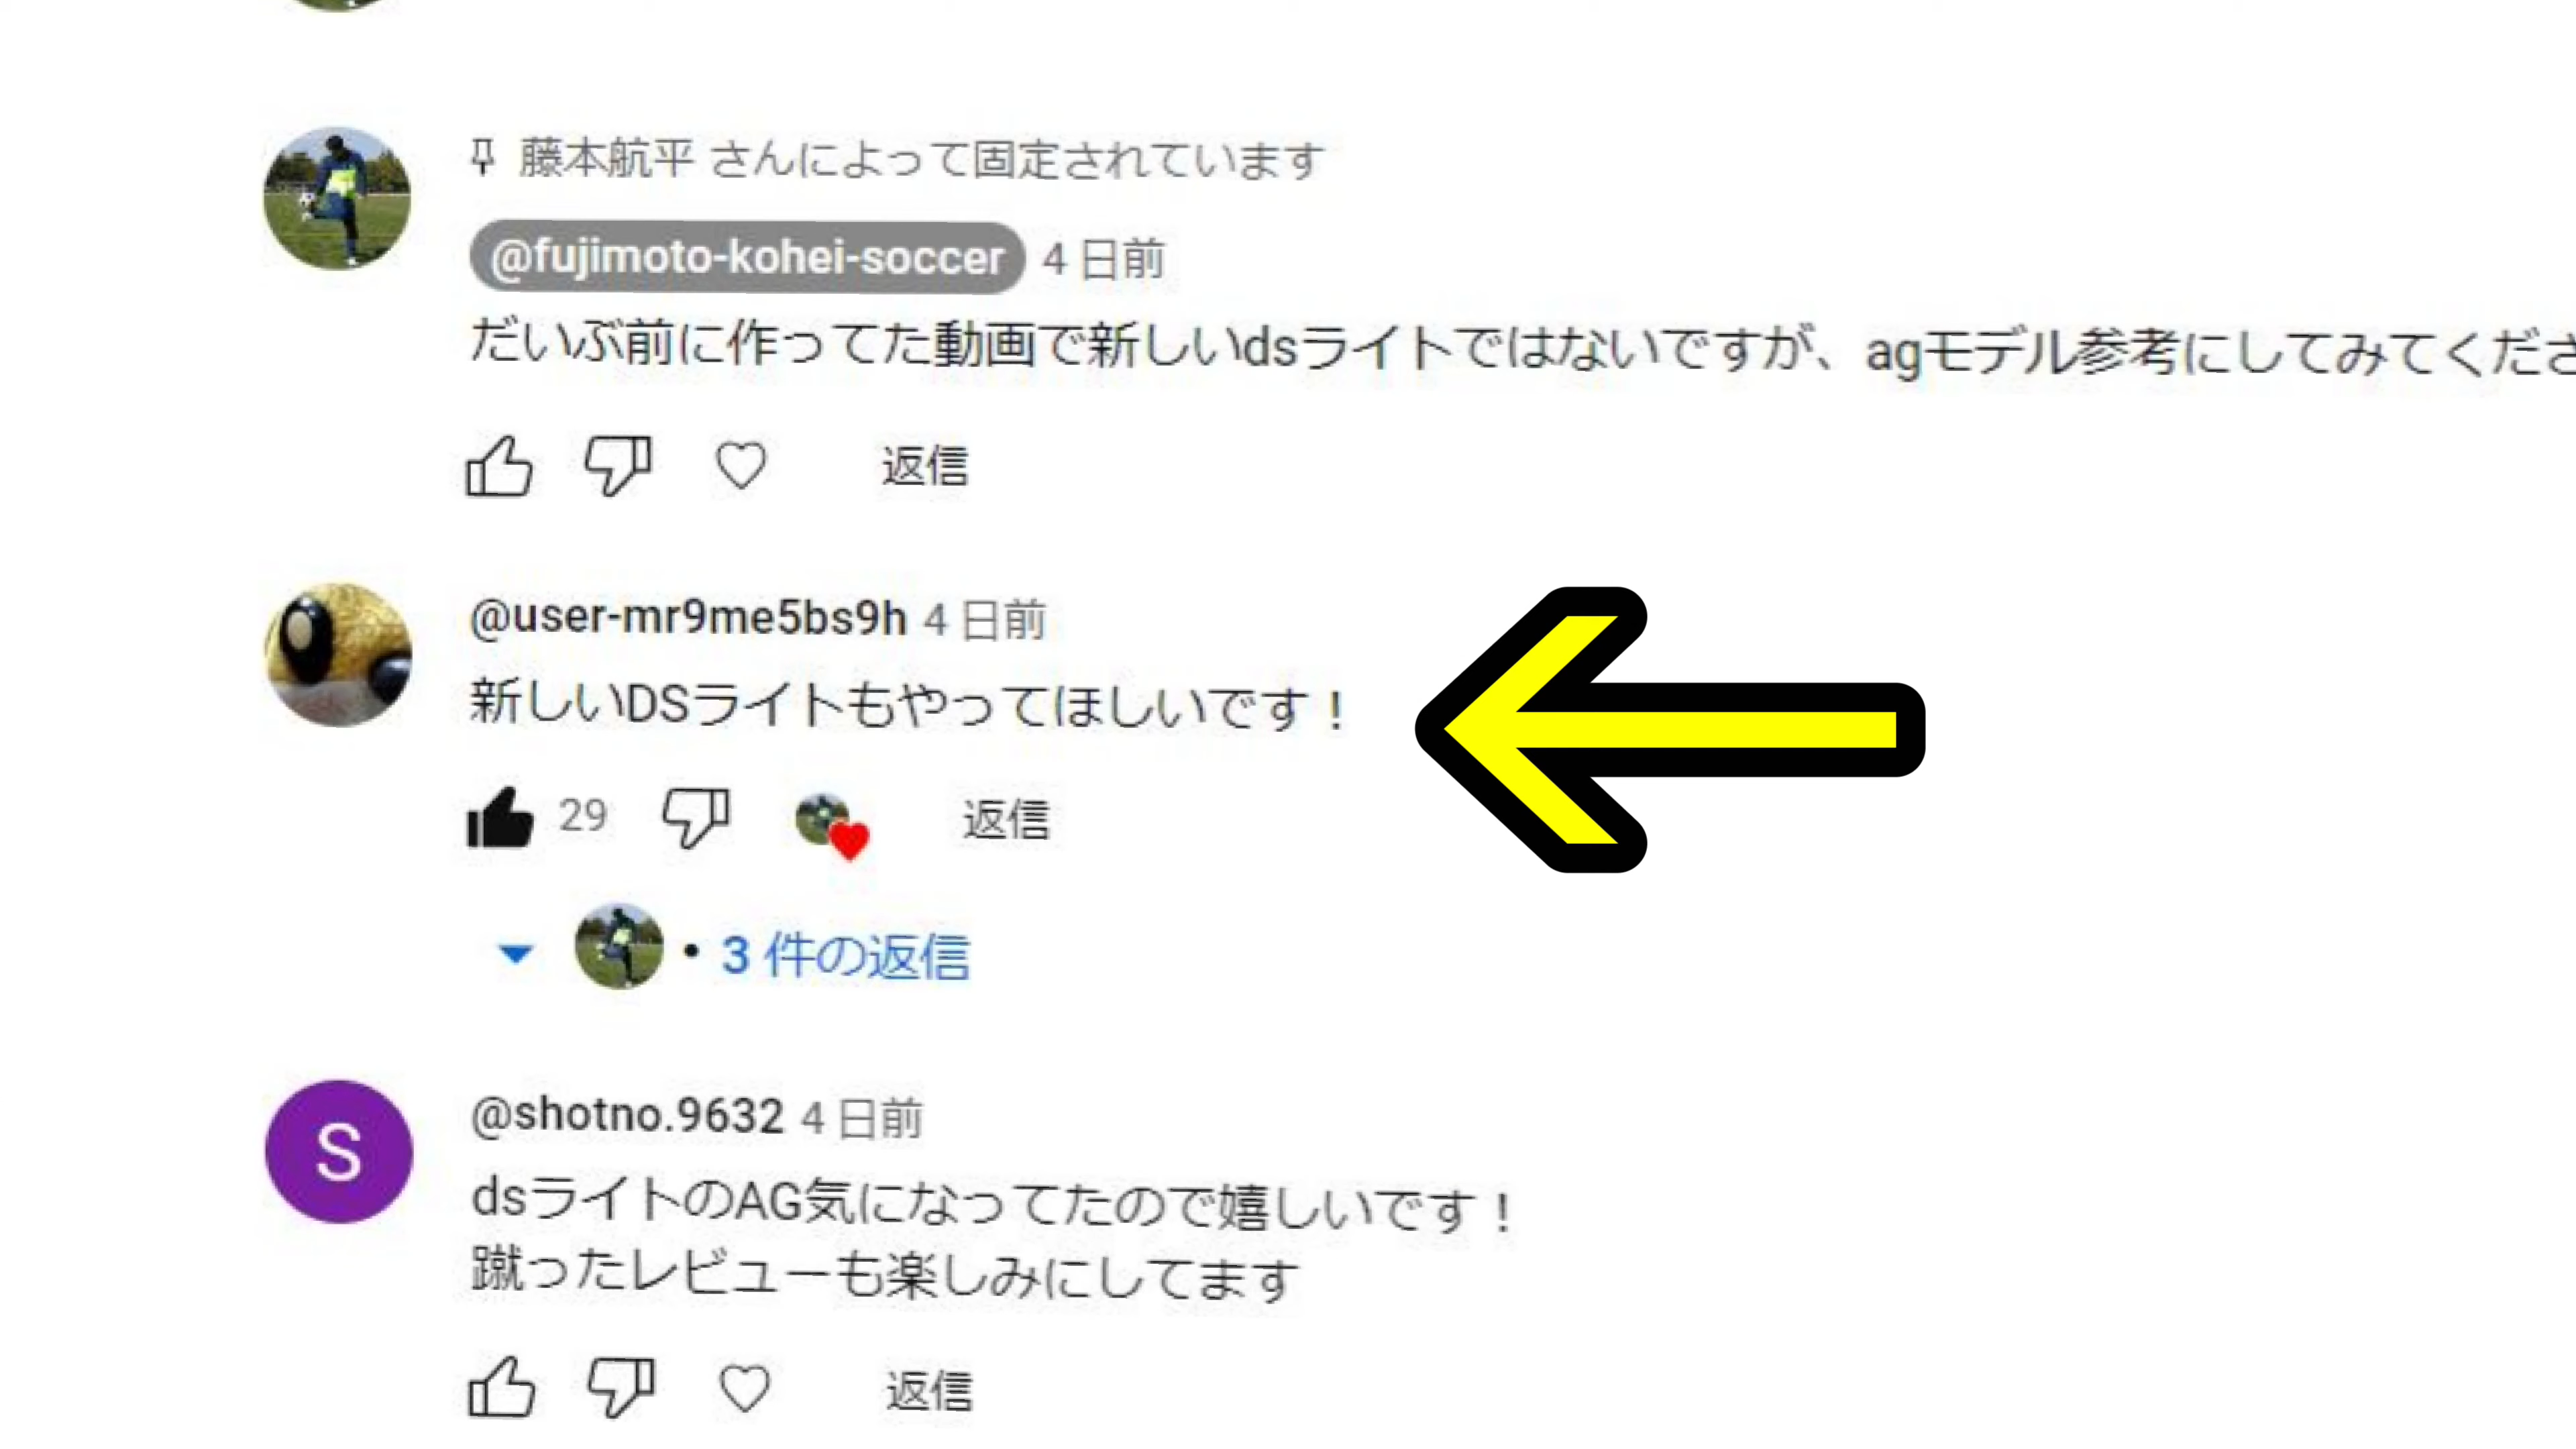 藤本航平 さんによって固定されています
@fujimoto-kohei-soccer 4 日前
だいぶ前に作ってた動画で新しいdsライトではないですが、agモデル参考にしてみてくださ
返信
@user-mr9me5bs9h 4 日前
新しいDSライトもやってほしいです！
29 返信
・3 件の返信
S
@shotno.9632 4 日前
dsライトのAG気になってたので嬉しいです！
蹴ったレビューも楽しみにしてます
返信